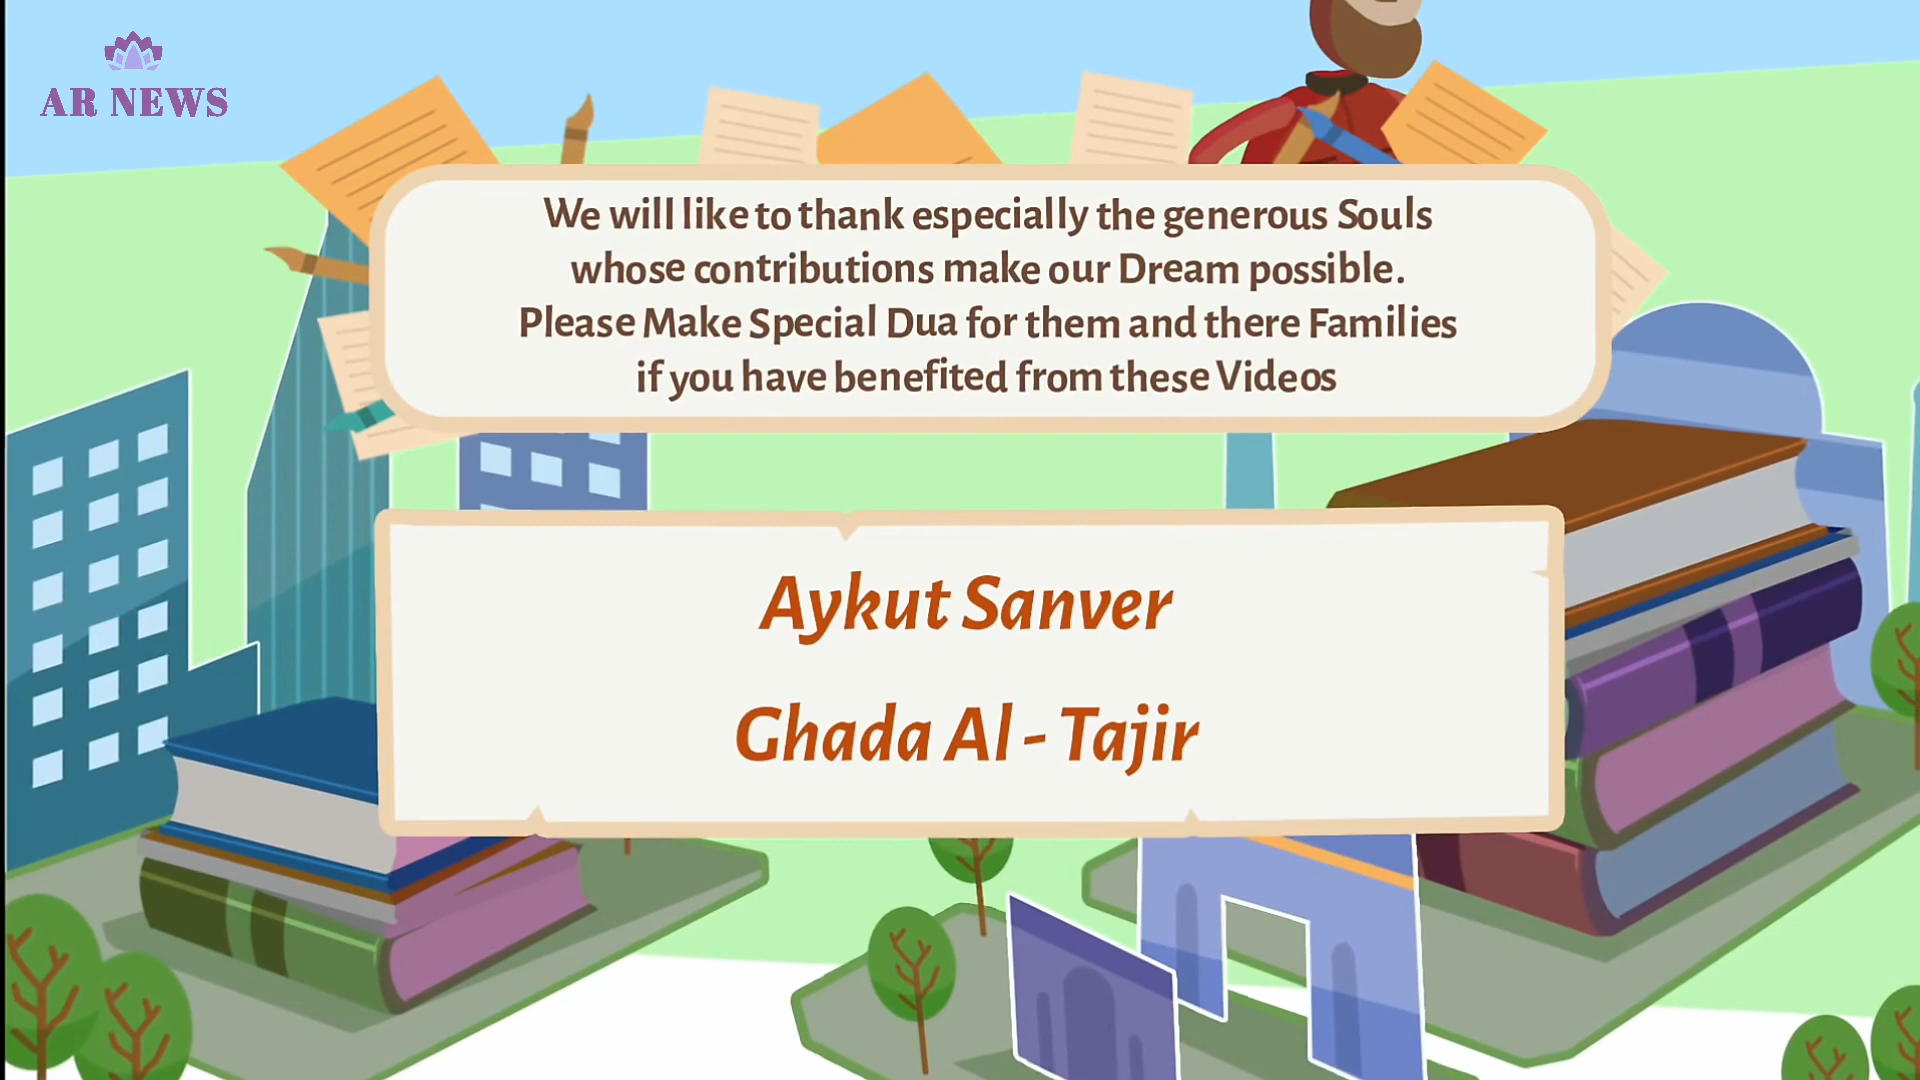 AR NEWS
We will like to thank especially the generous Souls
whose contributions make our Dream possible.
Please Make Special Dua for them and there Families
if you have benefited from these Videos
Aykut Sanver
Ghada Al - Tajir